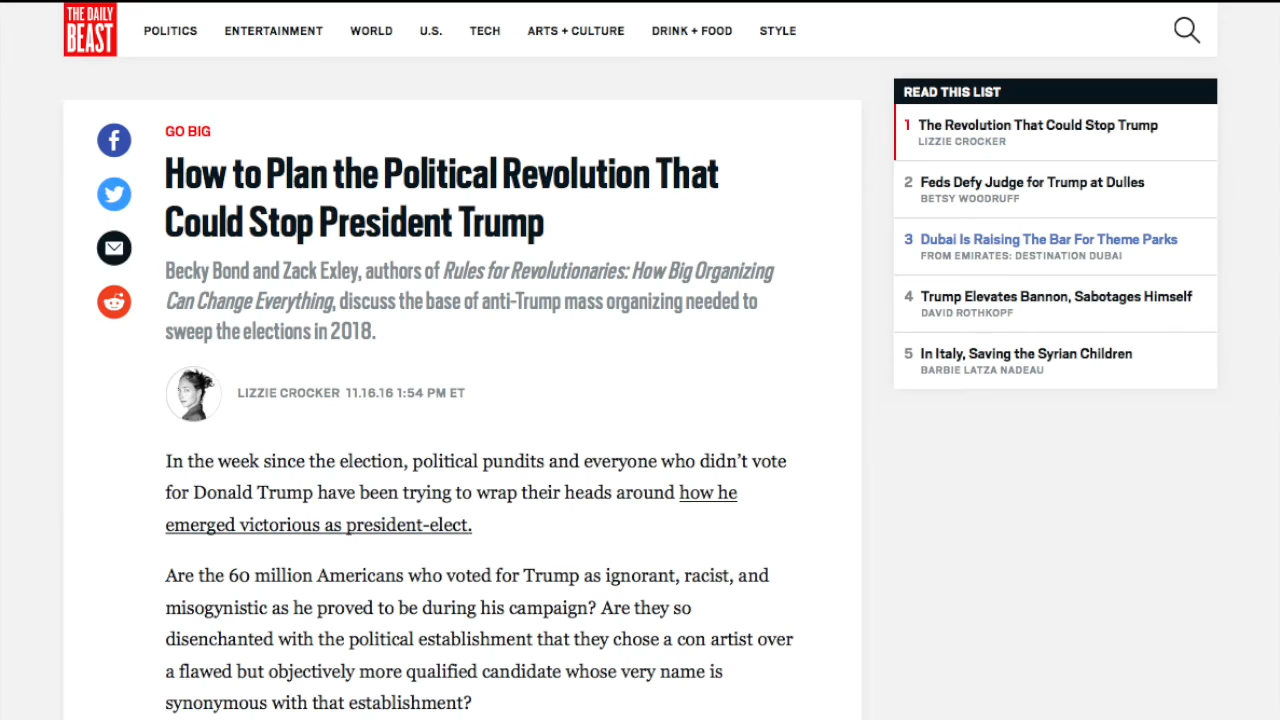 THE DAILY
BEAST
POLITICS ENTERTAINMENT WORLD U.S. TECH ARTS + CULTURE DRINK + FOOD STYLE
GO BIG
How to Plan the Political Revolution That
Could Stop President Trump
Becky Bond and Zack Exley, authors of Rules for Revolutionaries: How Big Organizing
Can Change Everything, discuss the base of anti-Trump mass organizing needed to
sweep the elections in 2018.
LIZZIE CROCKER 11.16.16 1:54 PM ET
In the week since the election, political pundits and everyone who didn’t vote
for Donald Trump have been trying to wrap their heads around how he
emerged victorious as president-elect.
Are the 60 million Americans who voted for Trump as ignorant, racist, and
misogynistic as he proved to be during his campaign? Are they so
disenchanted with the political establishment that they chose a con artist over
a flawed but objectively more qualified candidate whose very name is
synonymous with that establishment?
READ THIS LIST
1 The Revolution That Could Stop Trump
LIZZIE CROCKER
2 Feds Defy Judge for Trump at Dulles
BETSY WOODRUFF
3 Dubai Is Raising The Bar For Theme Parks
FROM EMIRATES: DESTINATION DUBAI
4 Trump Elevates Bannon, Sabotages Himself
DAVID ROTHKOPF
5 In Italy, Saving the Syrian Children
BARBIE LATZA NADEAU